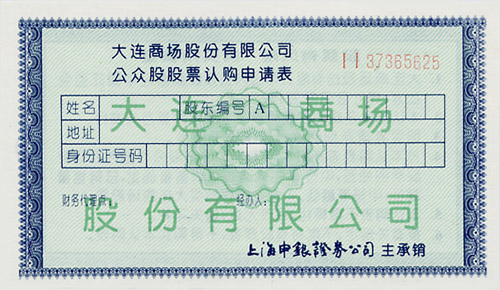 大连商场股份有限公司
公众股股票认购申请表
II 37365625
姓名 股东编号 A
地址
身份证号码
大连商场
股份有限公司
财务代理点： 经办人：
上海申银證券公司 主承销